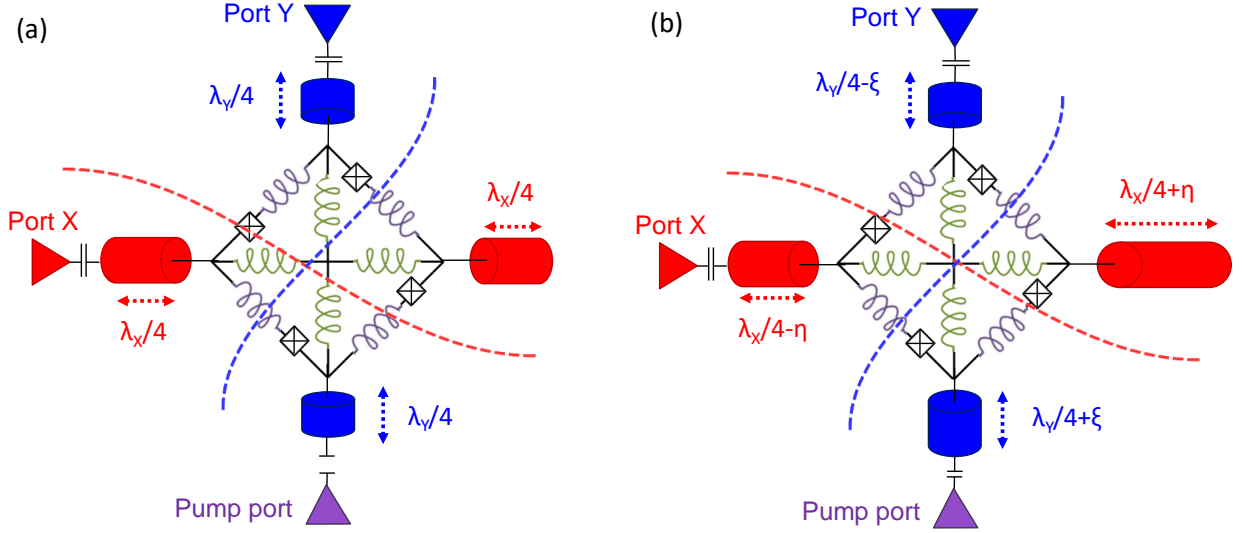 (a)
Port Y
λY/4
Port X
λX/4
λX/4
λY/4
Pump port
(b)
Port Y
λY/4-ξ
Port X
λX/4+η
λX/4-η
λY/4+ξ
Pump port